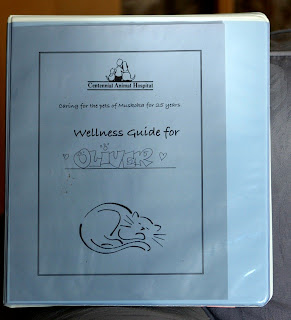 Centennial Animal Hospital
Caring for the pets of Muskoka for 25 years
Wellness Guide for
OLIVER